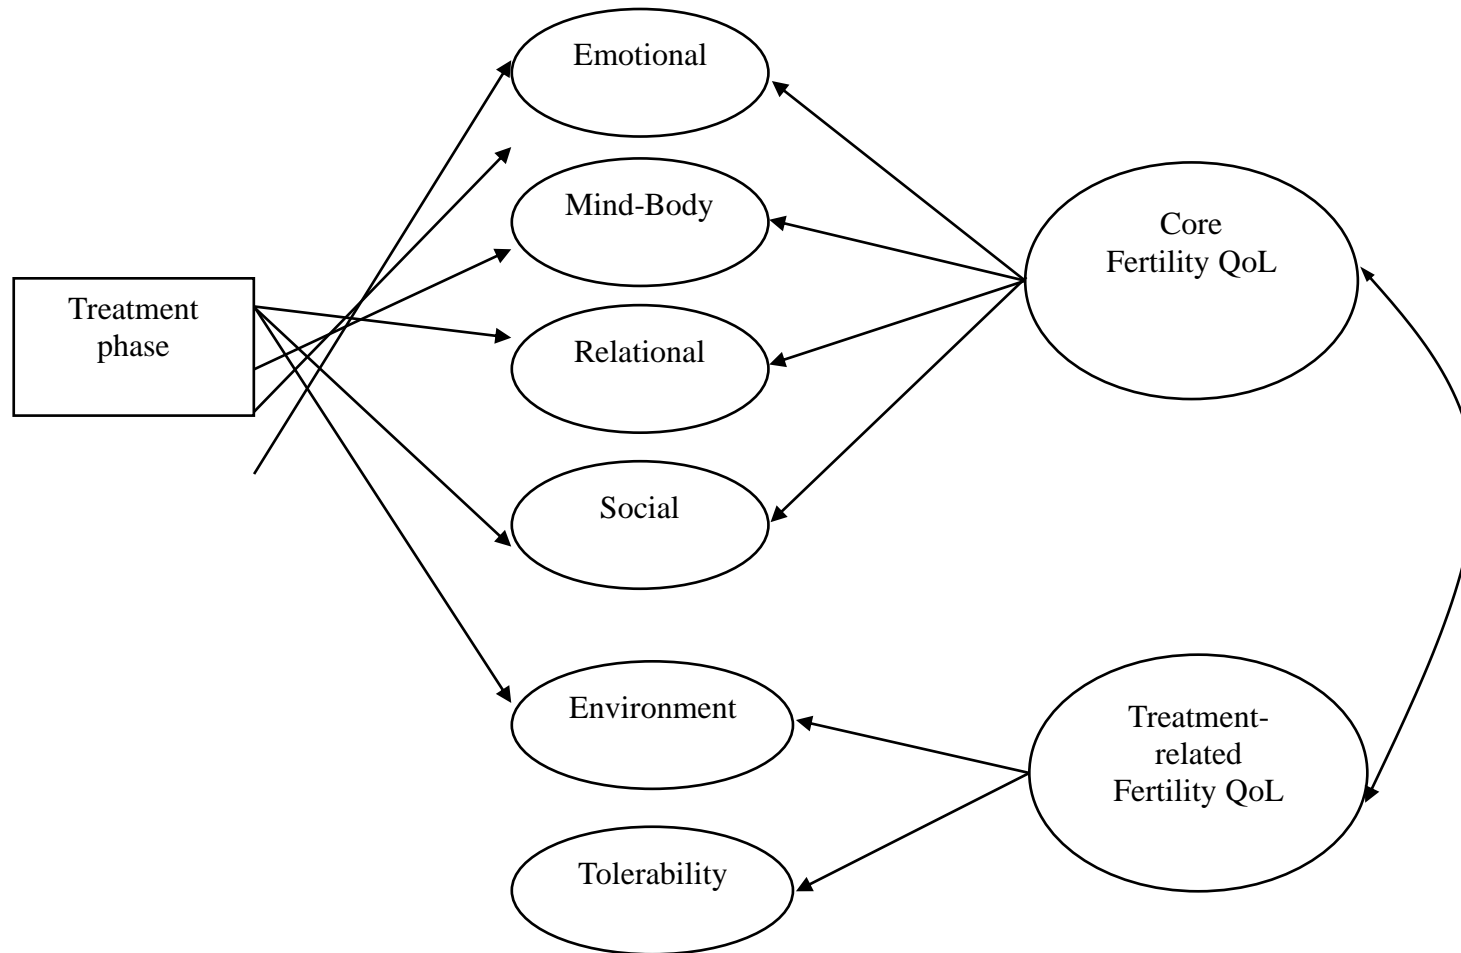 Emotional
Mind-Body
Core
Fertility QoL
Treatment
phase
Relational
Social
Environment
Treatment-
related
Fertility QoL
Tolerability